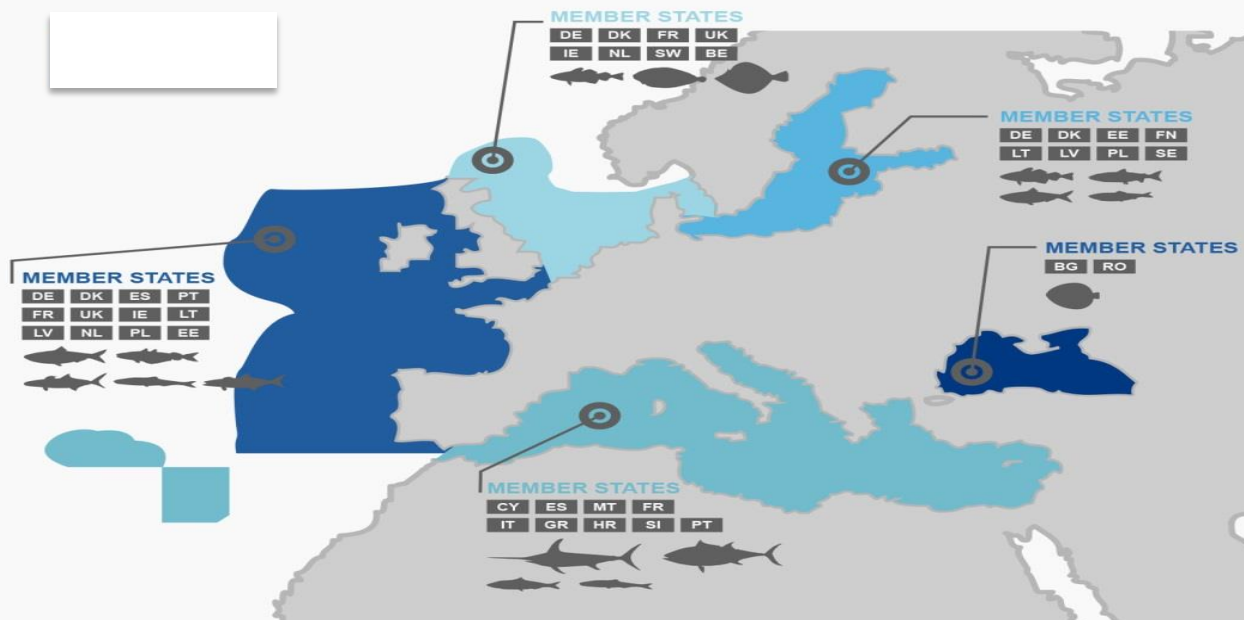 MEMBER STATES
DE DK FR UK
IE NL SW BE
MEMBER STATES
DE DK EE FN
LT LV PL SE
MEMBER STATES
BG RO
MEMBER STATES
DE DK ES PT
FR UK IE LT
LV NL PL EE
MEMBER STATES
CY ES MT FR
IT GR HR SI PT